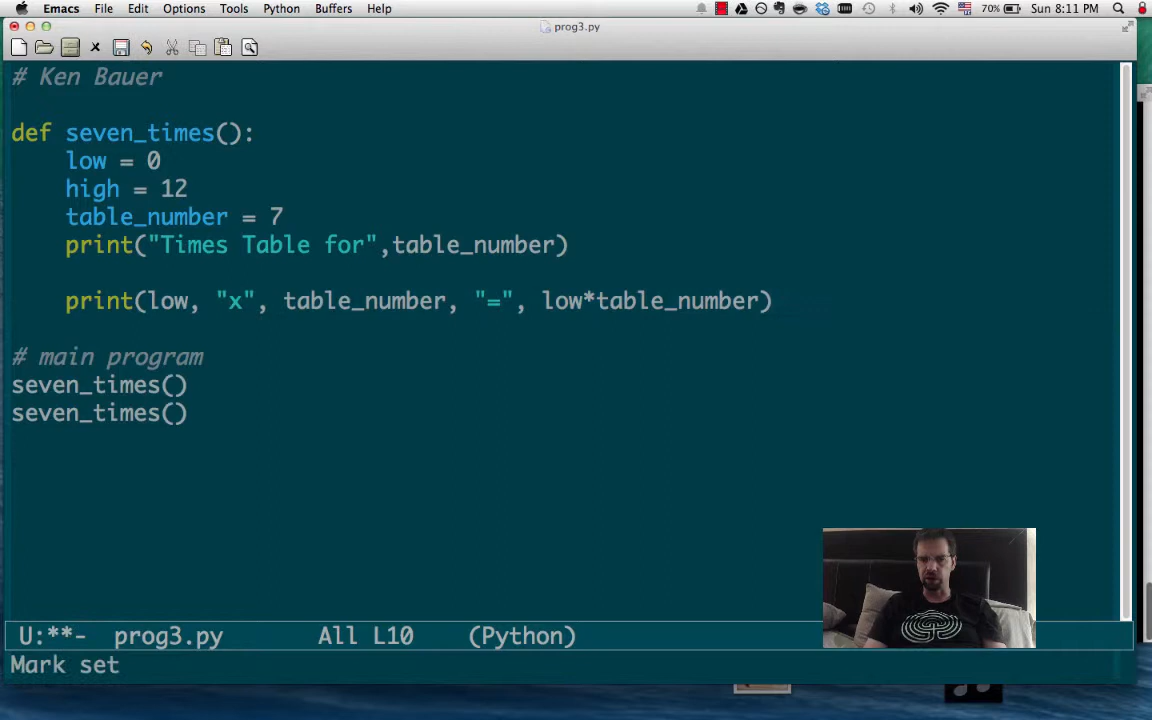 Emacs File Edit Options Tools Python Buffers Help 70% Sun 8:11 PM
prog3.py
# Ken Bauer
def seven_times():
low = 0
high = 12
table_number = 7
print("Times Table for",table_number)
print(low, "x", table_number, "=", low*table_number)
# main program
seven_times()
seven_times()
U:**- prog3.py All L10 (Python)
Mark set